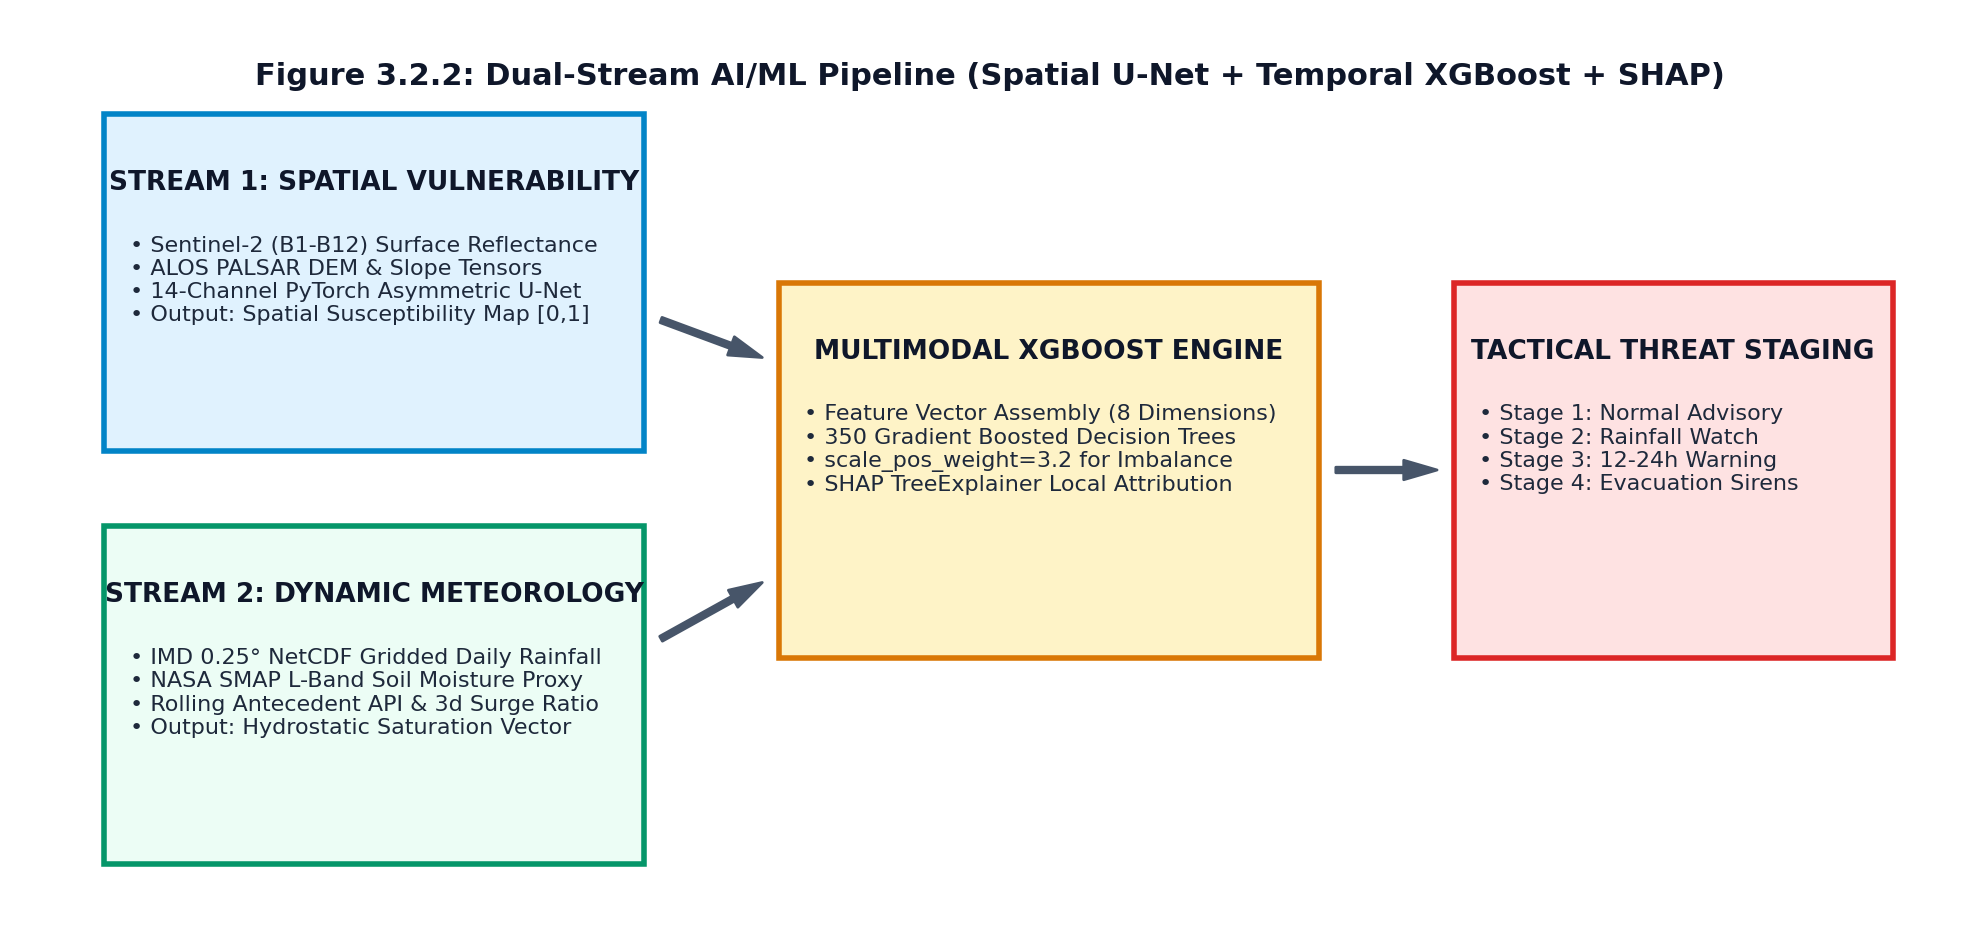 Figure 3.2.2: Dual-Stream AI/ML Pipeline (Spatial U-Net + Temporal XGBoost + SHAP)
STREAM 1: SPATIAL VULNERABILITY
• Sentinel-2 (B1-B12) Surface Reflectance
• ALOS PALSAR DEM & Slope Tensors
• 14-Channel PyTorch Asymmetric U-Net
• Output: Spatial Susceptibility Map [0,1]
STREAM 2: DYNAMIC METEOROLOGY
• IMD 0.25° NetCDF Gridded Daily Rainfall
• NASA SMAP L-Band Soil Moisture Proxy
• Rolling Antecedent API & 3d Surge Ratio
• Output: Hydrostatic Saturation Vector
MULTIMODAL XGBOOST ENGINE
• Feature Vector Assembly (8 Dimensions)
• 350 Gradient Boosted Decision Trees
• scale_pos_weight=3.2 for Imbalance
• SHAP TreeExplainer Local Attribution
TACTICAL THREAT STAGING
• Stage 1: Normal Advisory
• Stage 2: Rainfall Watch
• Stage 3: 12-24h Warning
• Stage 4: Evacuation Sirens